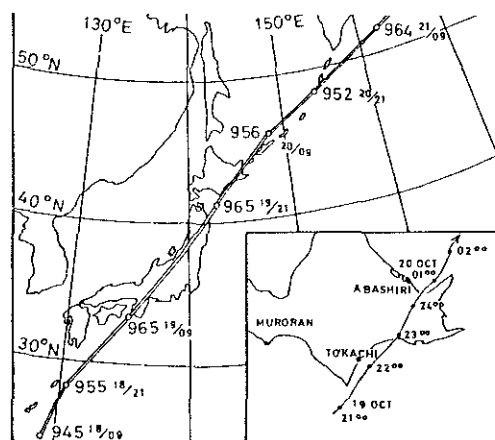 130°E
150°E
964 21/09
50°N
952 20/21
956
20/09
40°N
965 19/21
965 19/09
30°N
955 18/21
945 18/09
20 OCT
01⁰⁰
02⁰⁰
ABASHIRI
24⁰⁰
MURORAN
23⁰⁰
TOKACHI
22⁰⁰
19 OCT
21⁰⁰